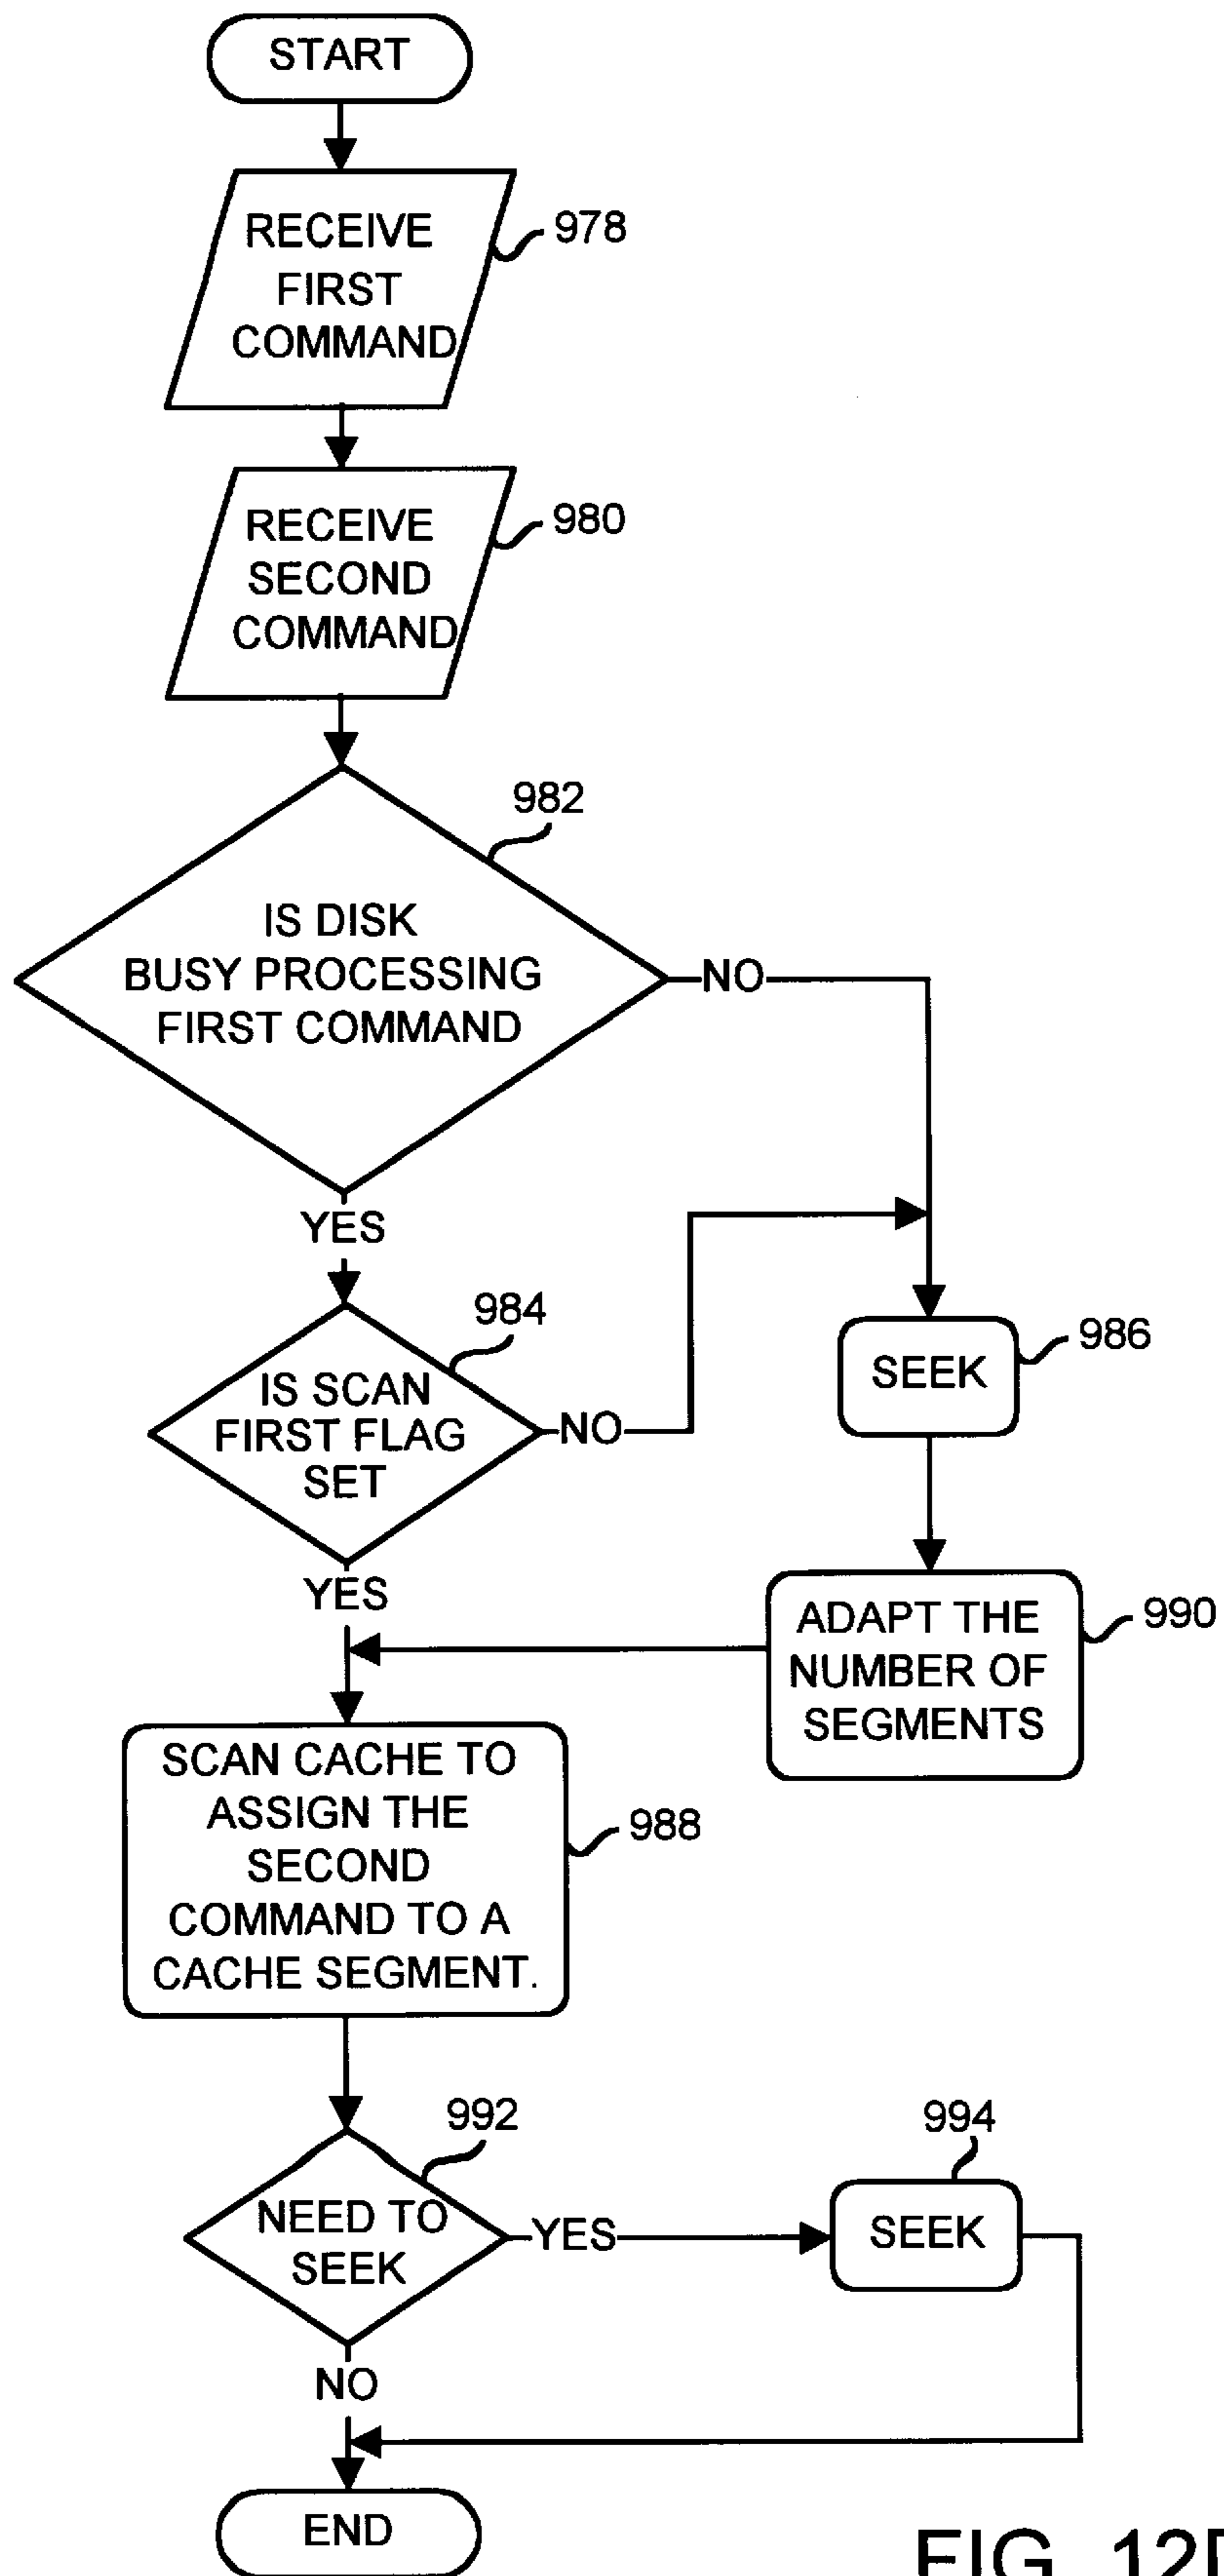 START
RECEIVE
FIRST
COMMAND
978
RECEIVE
SECOND
COMMAND
980
982
IS DISK
BUSY PROCESSING
FIRST COMMAND
NO
YES
984
IS SCAN
FIRST FLAG
SET
NO
YES
SEEK
986
ADAPT THE
NUMBER OF
SEGMENTS
990
SCAN CACHE TO
ASSIGN THE
SECOND
COMMAND TO A
CACHE SEGMENT.
988
992
NEED TO
SEEK
YES
994
SEEK
NO
END
FIG.